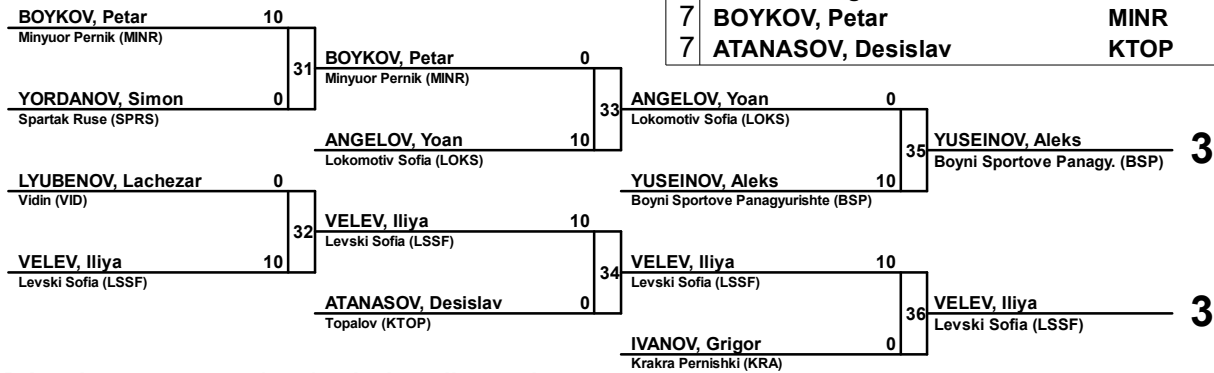 7 BOYKOV, Petar MINR
7 ATANASOV, Desislav KTOP
BOYKOV, Petar 10
Minyuor Pernik (MINR)
31
YORDANOV, Simon 0
Spartak Ruse (SPRS)
LYUBENOV, Lachezar 0
Vidin (VID)
32
VELEV, Iliya 10
Levski Sofia (LSSF)
BOYKOV, Petar 0
Minyuor Pernik (MINR)
33
ANGELOV, Yoan 10
Lokomotiv Sofia (LOKS)
VELEV, Iliya 10
Levski Sofia (LSSF)
34
ATANASOV, Desislav 0
Topalov (KTOP)
ANGELOV, Yoan 0
Lokomotiv Sofia (LOKS)
35
YUSEINOV, Aleks 10
Boyni Sportove Panagyurishte (BSP)
VELEV, Iliya 10
Levski Sofia (LSSF)
36
IVANOV, Grigor 0
Krakra Pernishki (KRA)
YUSEINOV, Aleks 3
Boyni Sportove Panagy. (BSP)
VELEV, Iliya 3
Levski Sofia (LSSF)